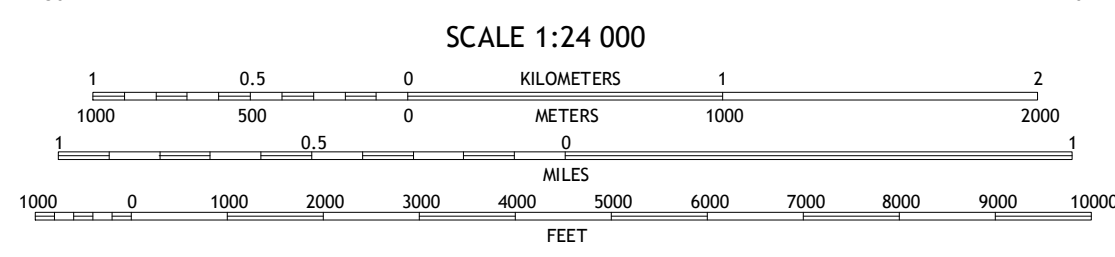 SCALE 1:24 000
1 0.5 0 KILOMETERS 1 2
1000 500 0 METERS 1000 2000
1 0.5 0 1
MILES
1000 0 1000 2000 3000 4000 5000 6000 7000 8000 9000 10000
FEET